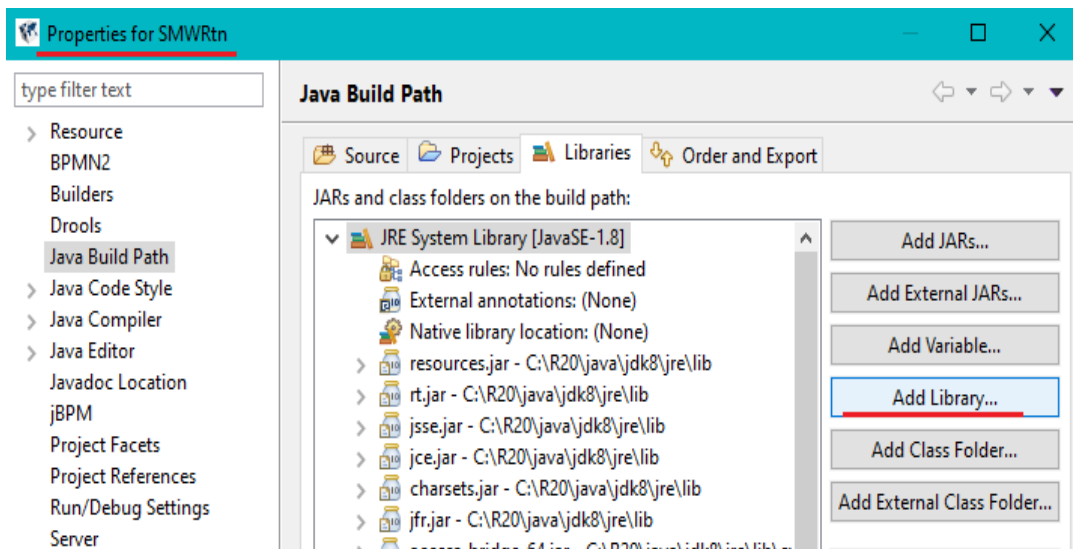 Properties for SMWRtn
type filter text
Resource
BPMN2
Builders
Drools
Java Build Path
Java Code Style
Java Compiler
Java Editor
Javadoc Location
jBPM
Project Facets
Project References
Run/Debug Settings
Server
Java Build Path
Source Projects Libraries Order and Export
JARs and class folders on the build path:
JRE System Library [JavaSE-1.8]
Access rules: No rules defined
External annotations: (None)
Native library location: (None)
resources.jar - C:\R20\java\jdk8\jre\lib
rt.jar - C:\R20\java\jdk8\jre\lib
jsse.jar - C:\R20\java\jdk8\jre\lib
jce.jar - C:\R20\java\jdk8\jre\lib
charsets.jar - C:\R20\java\jdk8\jre\lib
jfr.jar - C:\R20\java\jdk8\jre\lib
Add JARs...
Add External JARs...
Add Variable...
Add Library...
Add Class Folder...
Add External Class Folder...